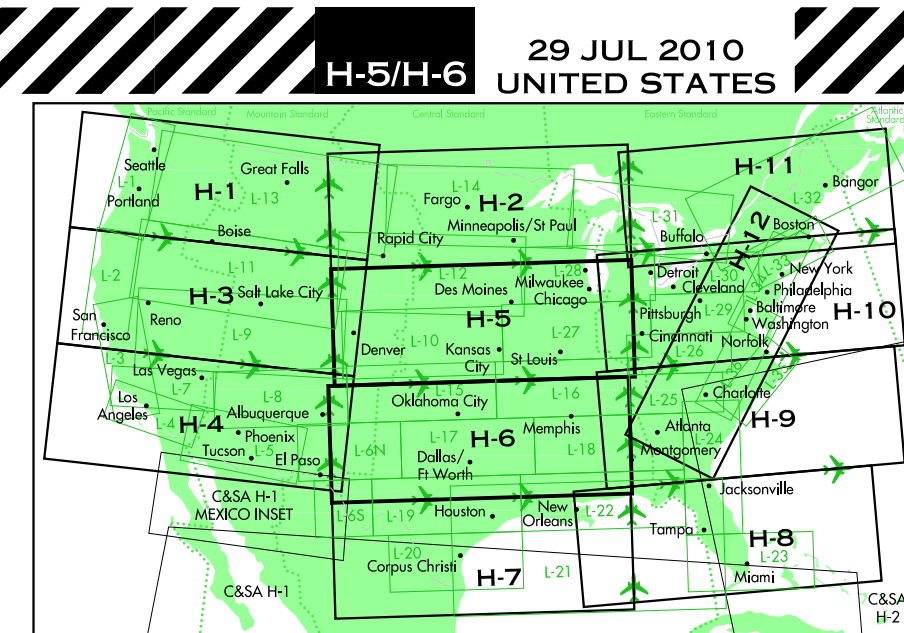 H-5/H-6
29 JUL 2010
UNITED STATES
Pacific Standard
Mountain Standard
Central Standard
Eastern Standard
Atlantic
Standard
Seattle
L-1
Portland
H-1
Great Falls
L-13
Boise
L-14
Fargo
H-2
Minneapolis/St Paul
Rapid City
H-11
L-32
Bangor
L-31
Buffalo
Boston
H-12
L-2
L-11
H-3
Salt Lake City
San
Francisco
Reno
L-9
L-12
Des Moines
Milwaukee
L-28
Chicago
H-5
L-10
Denver
Kansas
City
St Louis
L-27
Detroit
Cleveland
L-30
L-33
New York
Philadelphia
L-34
Baltimore
Washington
L-29
Pittsburgh
Cincinnati
L-26
Norfolk
H-10
L-3
Las Vegas
L-7
L-8
Los
Angeles
L-4
H-4
Albuquerque
Phoenix
Tucson
L-5
El Paso
L-15
Oklahoma City
L-16
L-6N
L-17
H-6
Memphis
Dallas/
Ft Worth
L-18
L-25
L-36
Charlotte
Atlanta
L-24
Montgomery
H-9
C&SA H-1
MEXICO INSET
L-6S
L-19
Houston
New
Orleans
L-22
Jacksonville
Tampa
H-8
L-23
Miami
L-20
Corpus Christi
H-7
L-21
C&SA H-1
C&SA
H-2